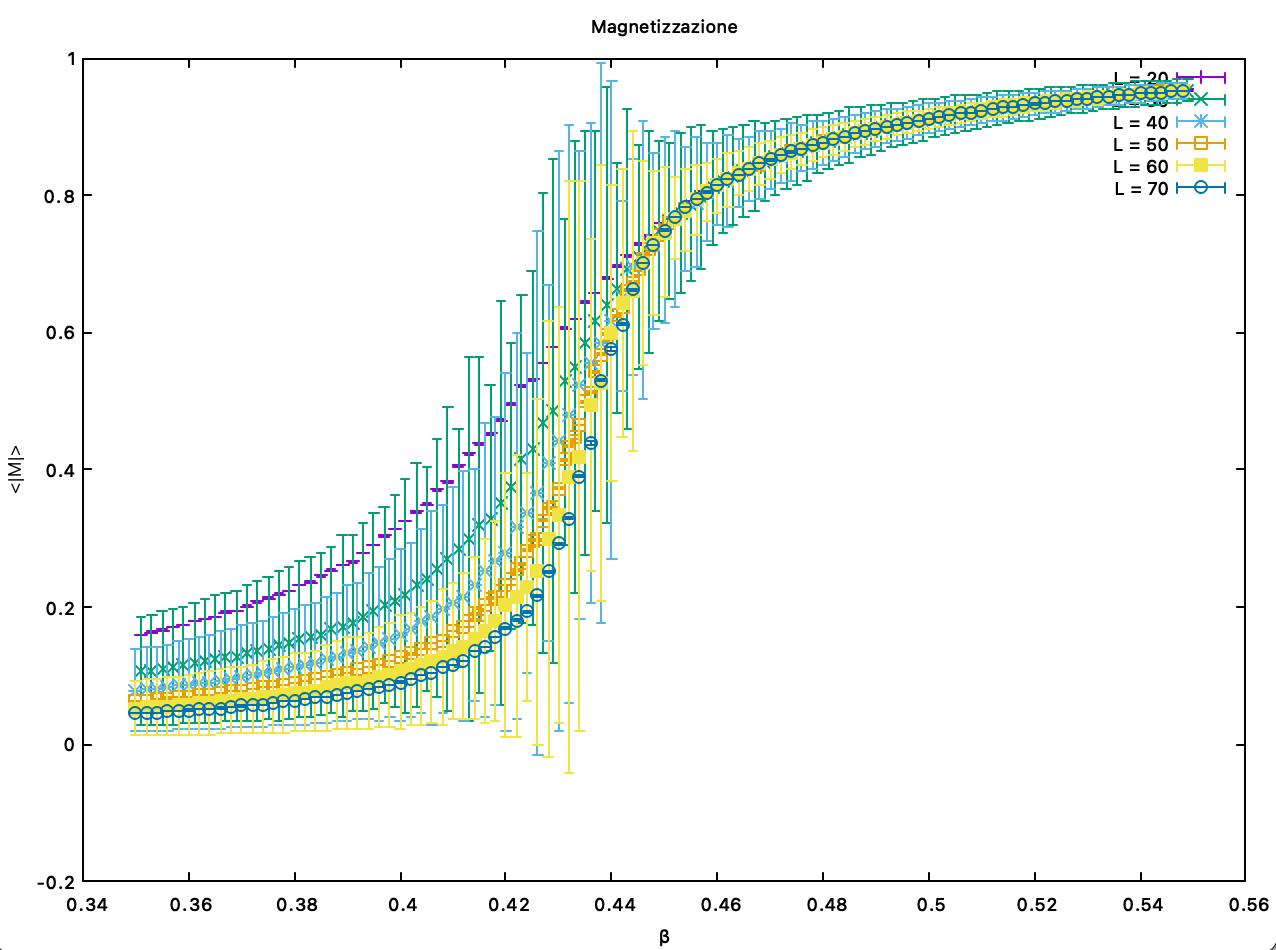 Magnetizzazione
1
0.8
0.6
0.4
0.2
0
-0.2
<|M|>
L = 20
L = 40
L = 50
L = 60
L = 70
0.34 0.36 0.38 0.4 0.42 0.44 0.46 0.48 0.5 0.52 0.54 0.56
β